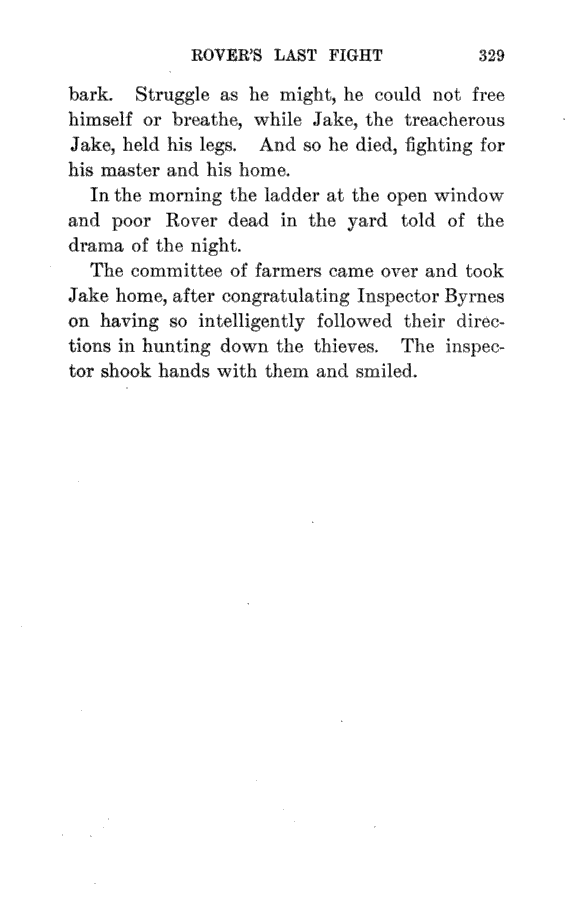 ROVER'S LAST FIGHT 329
bark. Struggle as he might, he could not free
himself or breathe, while Jake, the treacherous
Jake, held his legs. And so he died, fighting for
his master and his home.
In the morning the ladder at the open window
and poor Rover dead in the yard told of the
drama of the night.
The committee of farmers came over and took
Jake home, after congratulating Inspector Byrnes
on having so intelligently followed their direc-
tions in hunting down the thieves. The inspec-
tor shook hands with them and smiled.